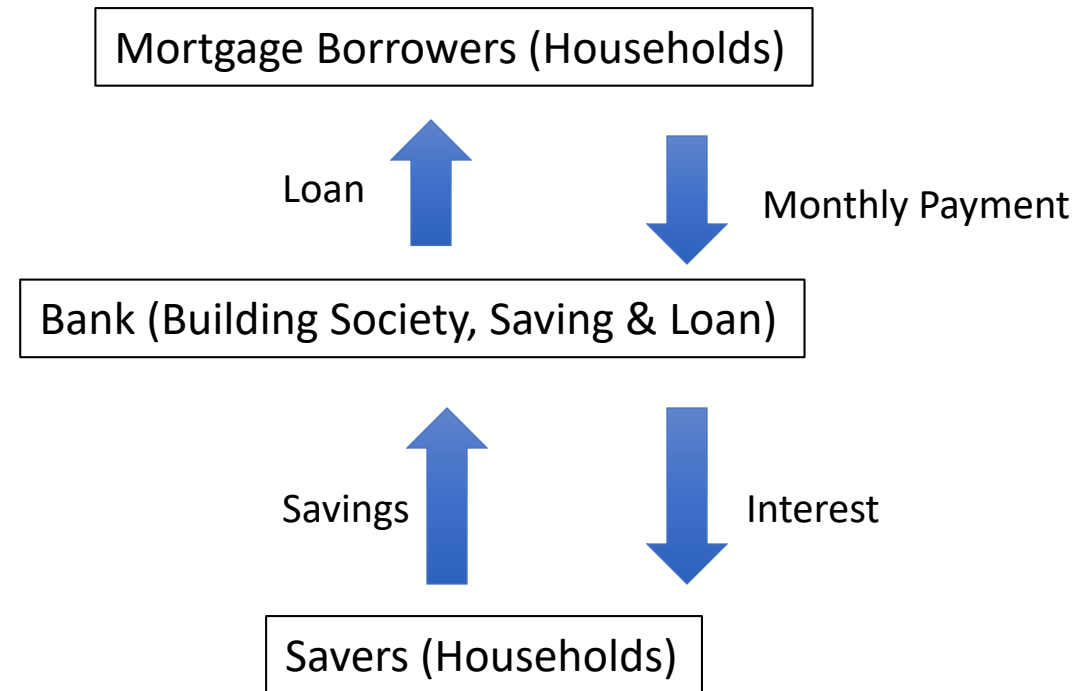 Mortgage Borrowers (Households)
Loan
Monthly Payment
Bank (Building Society, Saving & Loan)
Savings
Interest
Savers (Households)